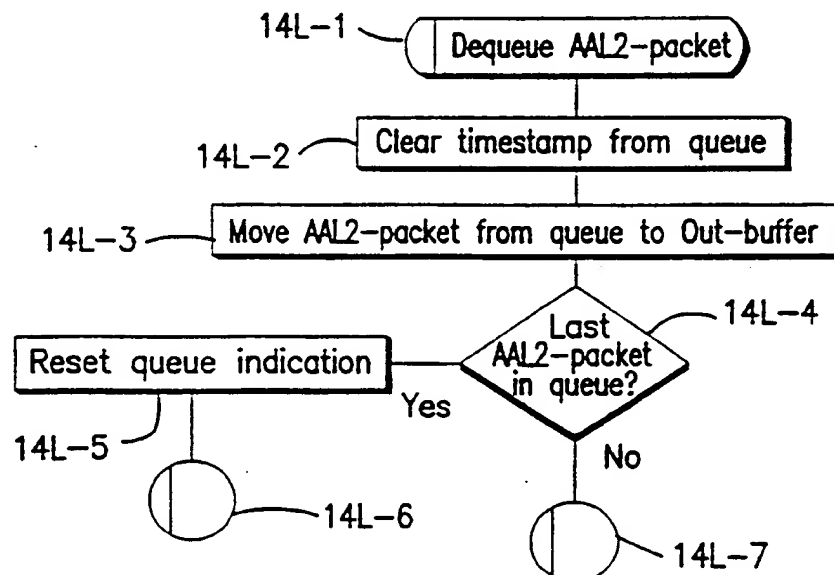 14L-1
Dequeue AAL2-packet
14L-2
Clear timestamp from queue
14L-3
Move AAL2-packet from queue to Out-buffer
Last
AAL2-packet
in queue?
14L-4
Reset queue indication
Yes
14L-5
No
14L-6
14L-7